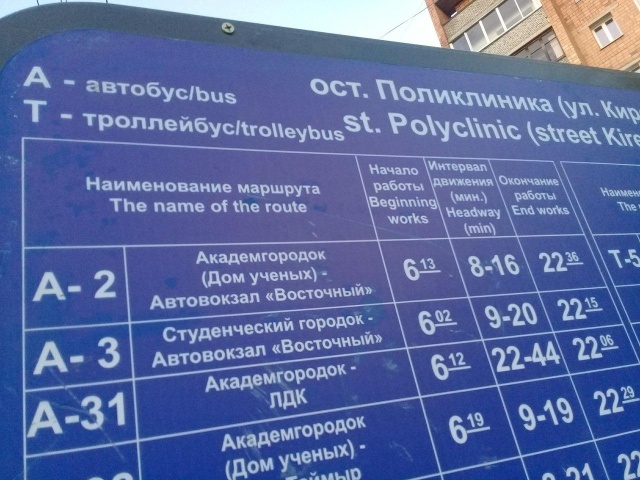 А - автобус/bus
Т - троллейбус/trolleybus
ост. Поликлиника (ул. Кир
st. Polyclinic (street Kire
Наименование маршрута
The name of the route
Начало
работы
Beginning
works
Интервал
движения
(мин.)
Headway
(min)
Окончание
работы
End works
А- 2
Академгородок
(Дом ученых) -
Автовокзал «Восточный»
6 13
8-16
22 36
Т-5
А- 3
Студенческий городок -
Автовокзал «Восточный»
6 02
9-20
22 15
А-31
Академгородок -
ЛДК
6 12
22-44
22 06
Академгородок
(Дом ученых) -
6 19
9-19
22 29